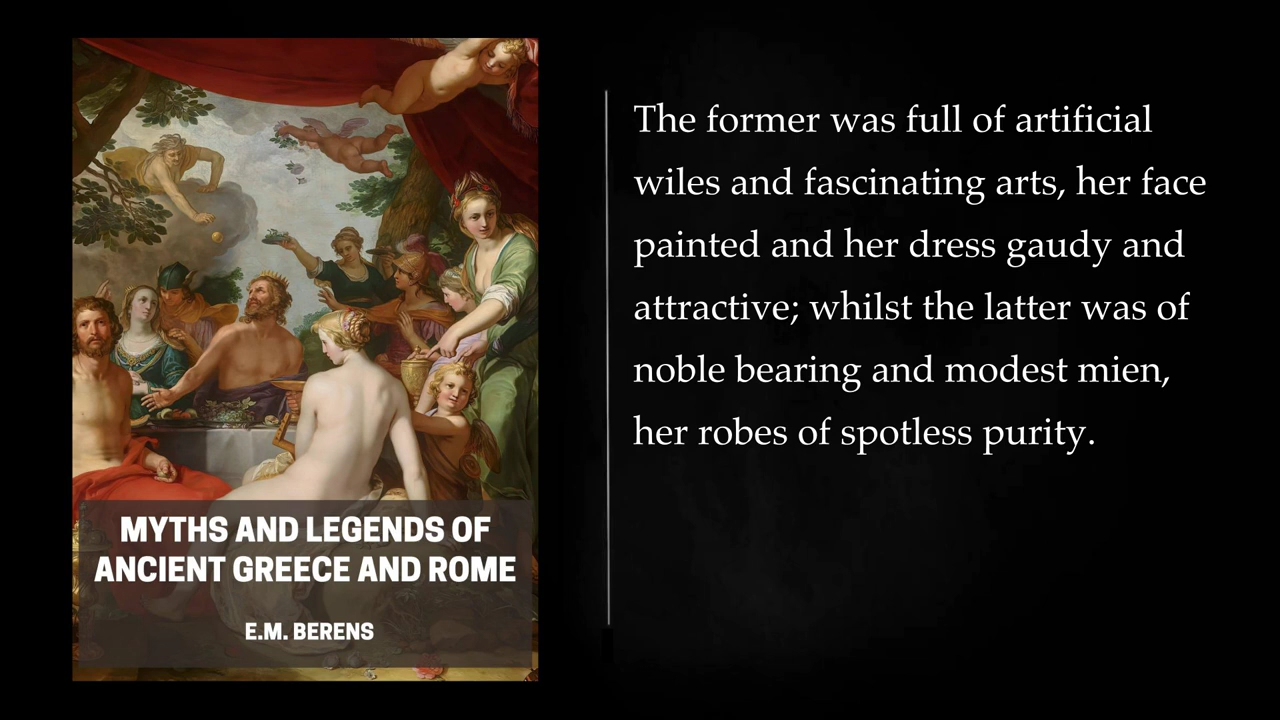 MYTHS AND LEGENDS OF
ANCIENT GREECE AND ROME
E.M. BERENS
The former was full of artificial
wiles and fascinating arts, her face
painted and her dress gaudy and
attractive; whilst the latter was of
noble bearing and modest mien,
her robes of spotless purity.